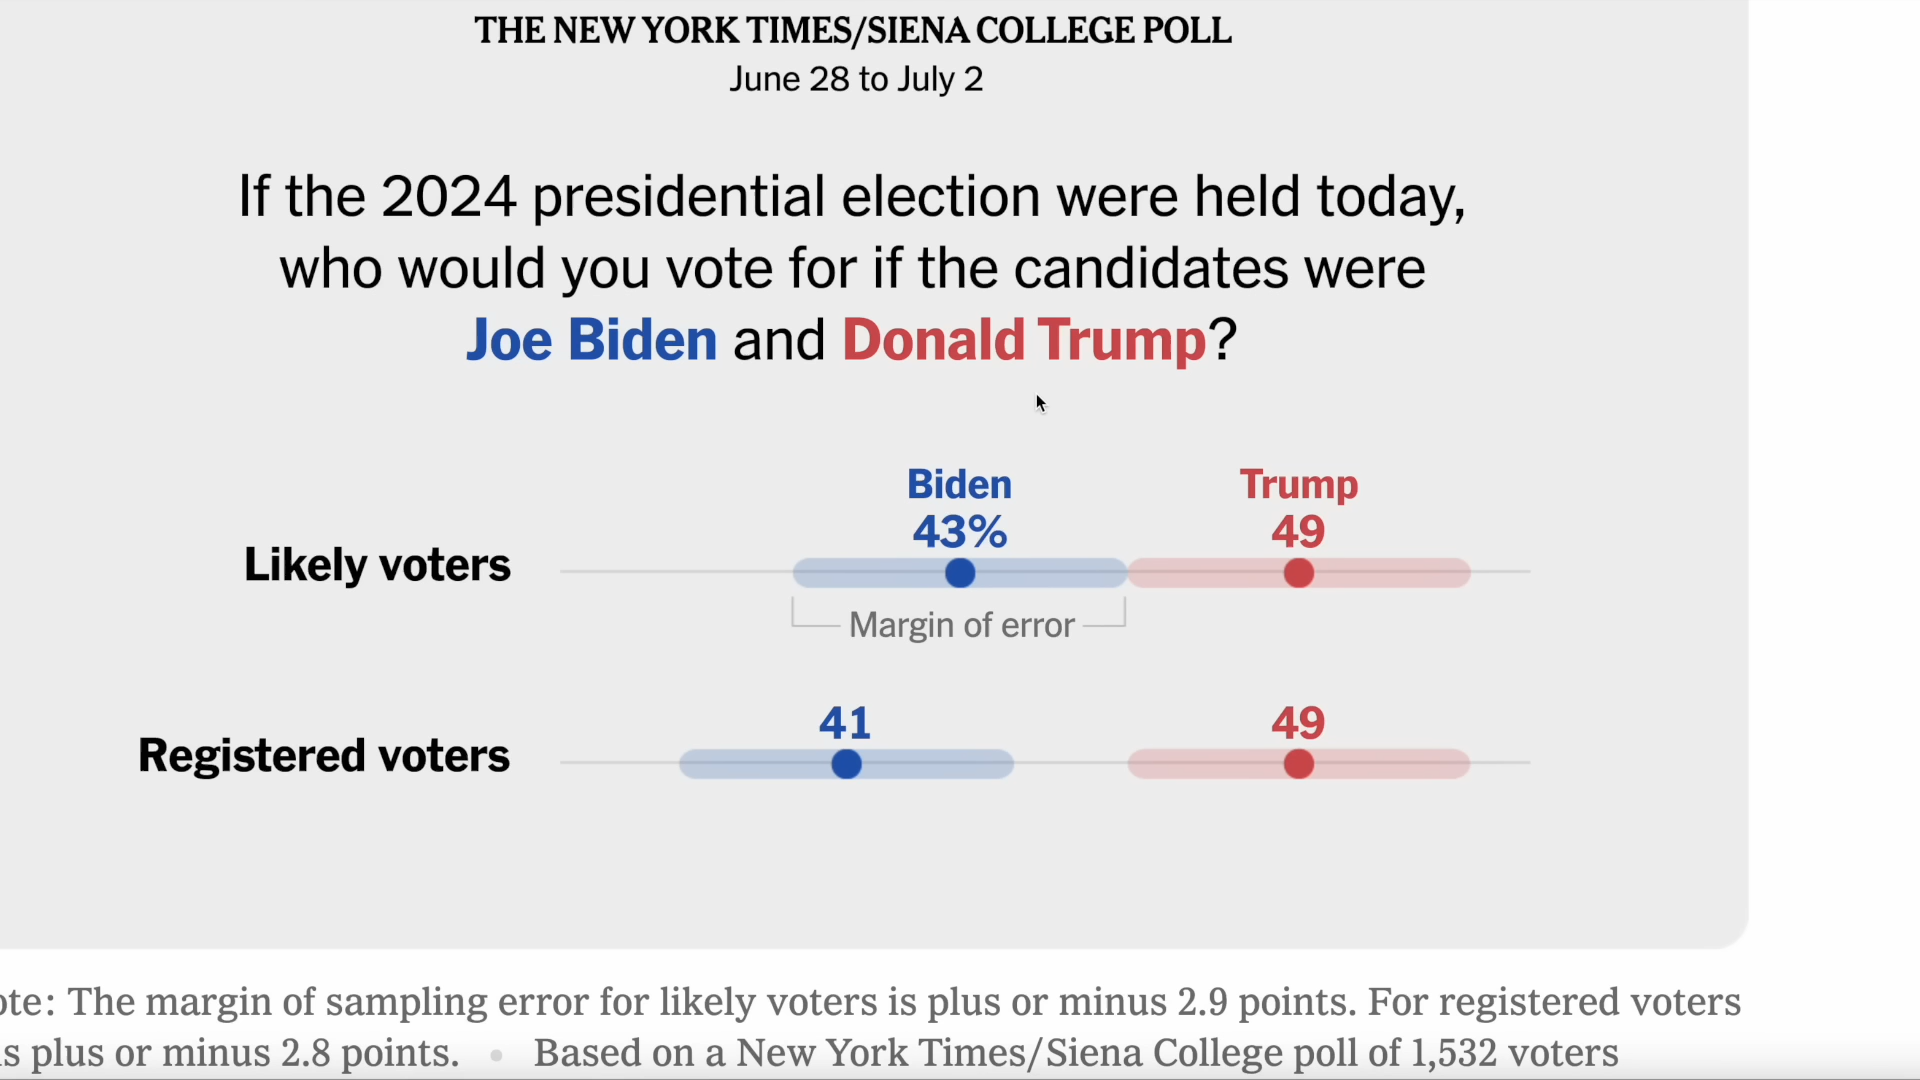 THE NEW YORK TIMES/SIENA COLLEGE POLL
June 28 to July 2
If the 2024 presidential election were held today,
who would you vote for if the candidates were
Joe Biden and Donald Trump?
Biden Trump
43% 49
Likely voters
Margin of error
41 49
Registered voters
: The margin of sampling error for likely voters is plus or minus 2.9 points. For registered voters
plus or minus 2.8 points. • Based on a New York Times/Siena College poll of 1,532 voters